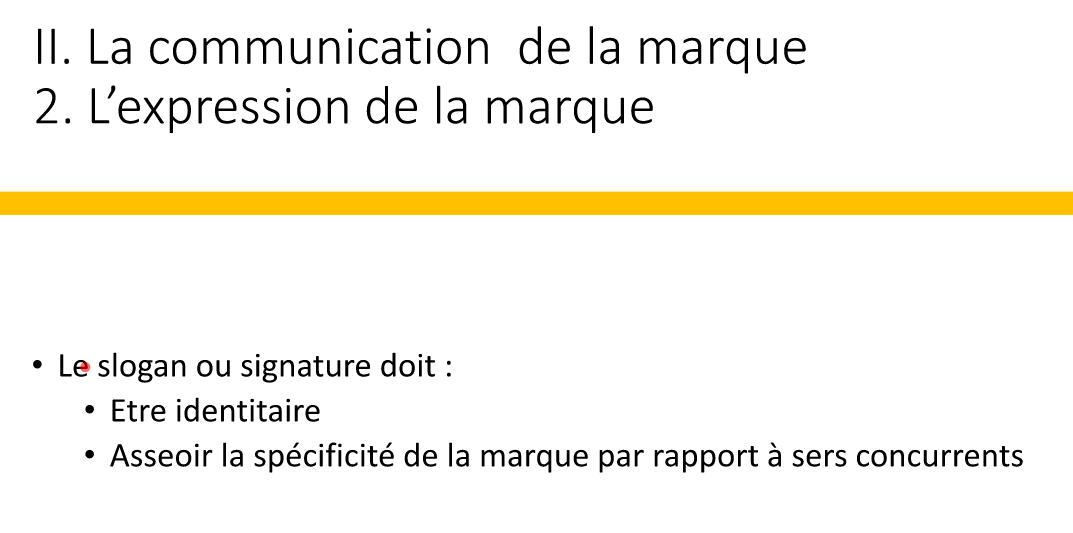 II. La communication  de la marque
2. L’expression de la marque
• Le slogan ou signature doit :
• Etre identitaire
• Asseoir la spécificité de la marque par rapport à sers concurrents